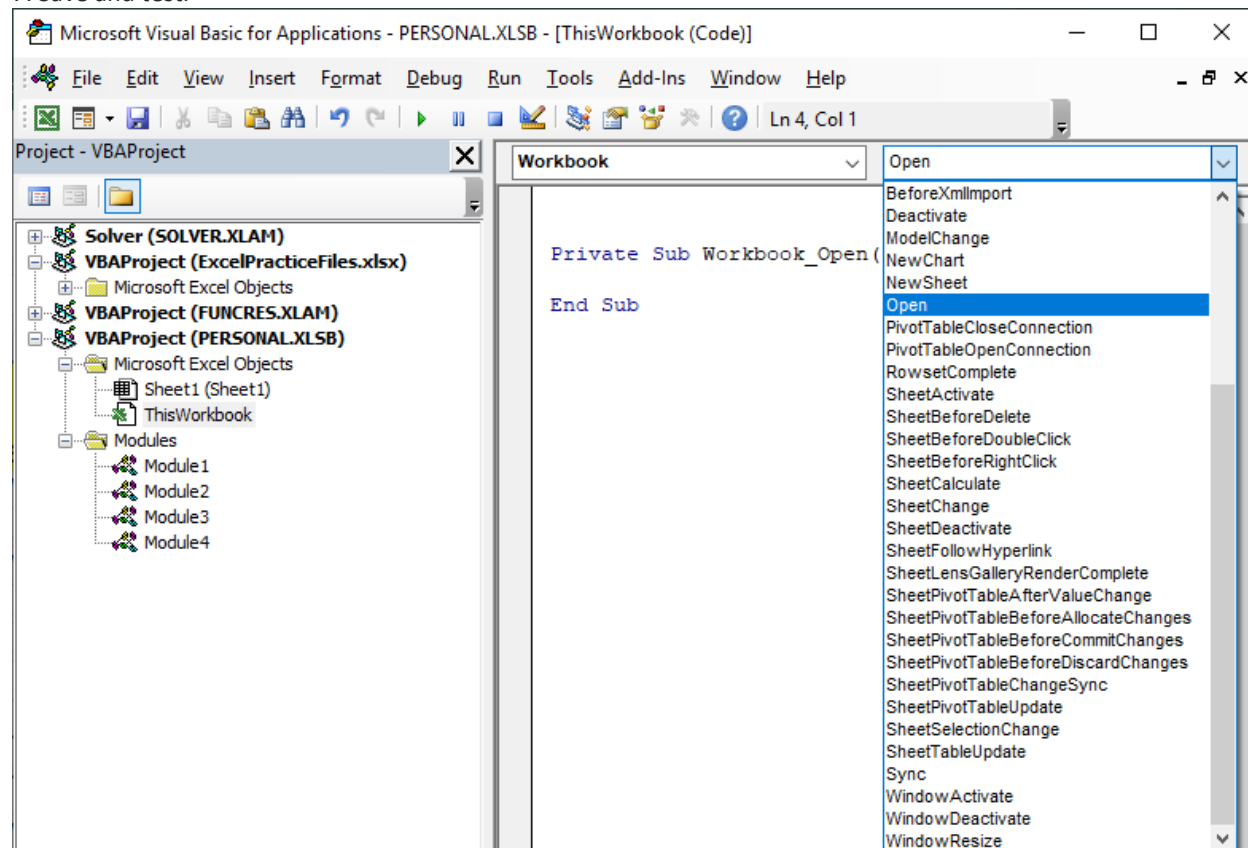 Microsoft Visual Basic for Applications - PERSONAL.XLSB - [ThisWorkbook (Code)]
File Edit View Insert Format Debug Run Tools Add-Ins Window Help
Ln 4, Col 1
Project - VBAProject
Solver (SOLVER.XLAM)
VBAProject (ExcelPracticeFiles.xlsx)
Microsoft Excel Objects
VBAProject (FUNCRES.XLAM)
VBAProject (PERSONAL.XLSB)
Microsoft Excel Objects
Sheet1 (Sheet1)
ThisWorkbook
Modules
Module1
Module2
Module3
Module4
Workbook
Open
Private Sub Workbook_Open(
End Sub
BeforeXmlImport
Deactivate
ModelChange
NewChart
NewSheet
Open
PivotTableCloseConnection
PivotTableOpenConnection
RowsetComplete
SheetActivate
SheetBeforeDelete
SheetBeforeDoubleClick
SheetBeforeRightClick
SheetCalculate
SheetChange
SheetDeactivate
SheetFollowHyperlink
SheetLensGalleryRenderComplete
SheetPivotTableAfterValueChange
SheetPivotTableBeforeAllocateChanges
SheetPivotTableBeforeCommitChanges
SheetPivotTableBeforeDiscardChanges
SheetPivotTableChangeSync
SheetPivotTableUpdate
SheetSelectionChange
SheetTableUpdate
Sync
WindowActivate
WindowDeactivate
WindowResize